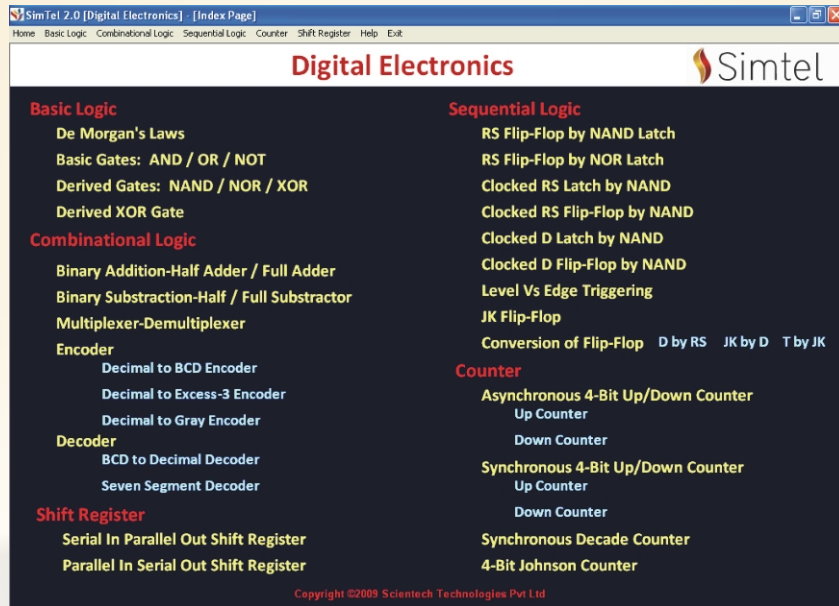 SimTel 2.0 [Digital Electronics] - [Index Page]
Home Basic Logic Combinational Logic Sequential Logic Counter Shift Register Help Exit
Digital Electronics
Simtel
Basic Logic
De Morgan's Laws
Basic Gates: AND / OR / NOT
Derived Gates: NAND / NOR / XOR
Derived XOR Gate
Combinational Logic
Binary Addition-Half Adder / Full Adder
Binary Substraction-Half / Full Substractor
Multiplexer-Demultiplexer
Encoder
Decimal to BCD Encoder
Decimal to Excess-3 Encoder
Decimal to Gray Encoder
Decoder
BCD to Decimal Decoder
Seven Segment Decoder
Shift Register
Serial In Parallel Out Shift Register
Parallel In Serial Out Shift Register
Sequential Logic
RS Flip-Flop by NAND Latch
RS Flip-Flop by NOR Latch
Clocked RS Latch by NAND
Clocked RS Flip-Flop by NAND
Clocked D Latch by NAND
Clocked D Flip-Flop by NAND
Level Vs Edge Triggering
JK Flip-Flop
Conversion of Flip-Flop D by RS JK by D T by JK
Counter
Asynchronous 4-Bit Up/Down Counter
Up Counter
Down Counter
Synchronous 4-Bit Up/Down Counter
Up Counter
Down Counter
Synchronous Decade Counter
4-Bit Johnson Counter
Copyright ©2009 Scientech Technologies Pvt Ltd